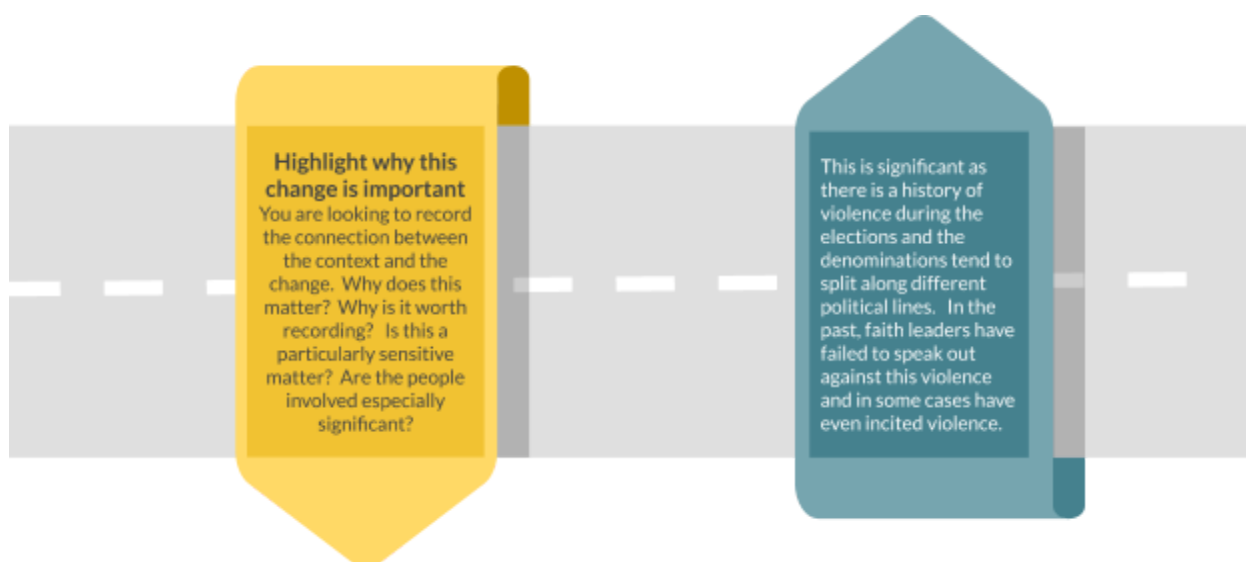 Highlight why this
change is important
You are looking to record
the connection between
the context and the
change.  Why does this
matter?  Why is it worth
recording?   Is this a
particularly sensitive
matter?  Are the people
involved especially
significant?
This is significant as
there is a history of
violence during the
elections and the
denominations tend to
split along different
political lines.   In the
past, faith leaders have
failed to speak out
against this violence
and in some cases have
even incited violence.